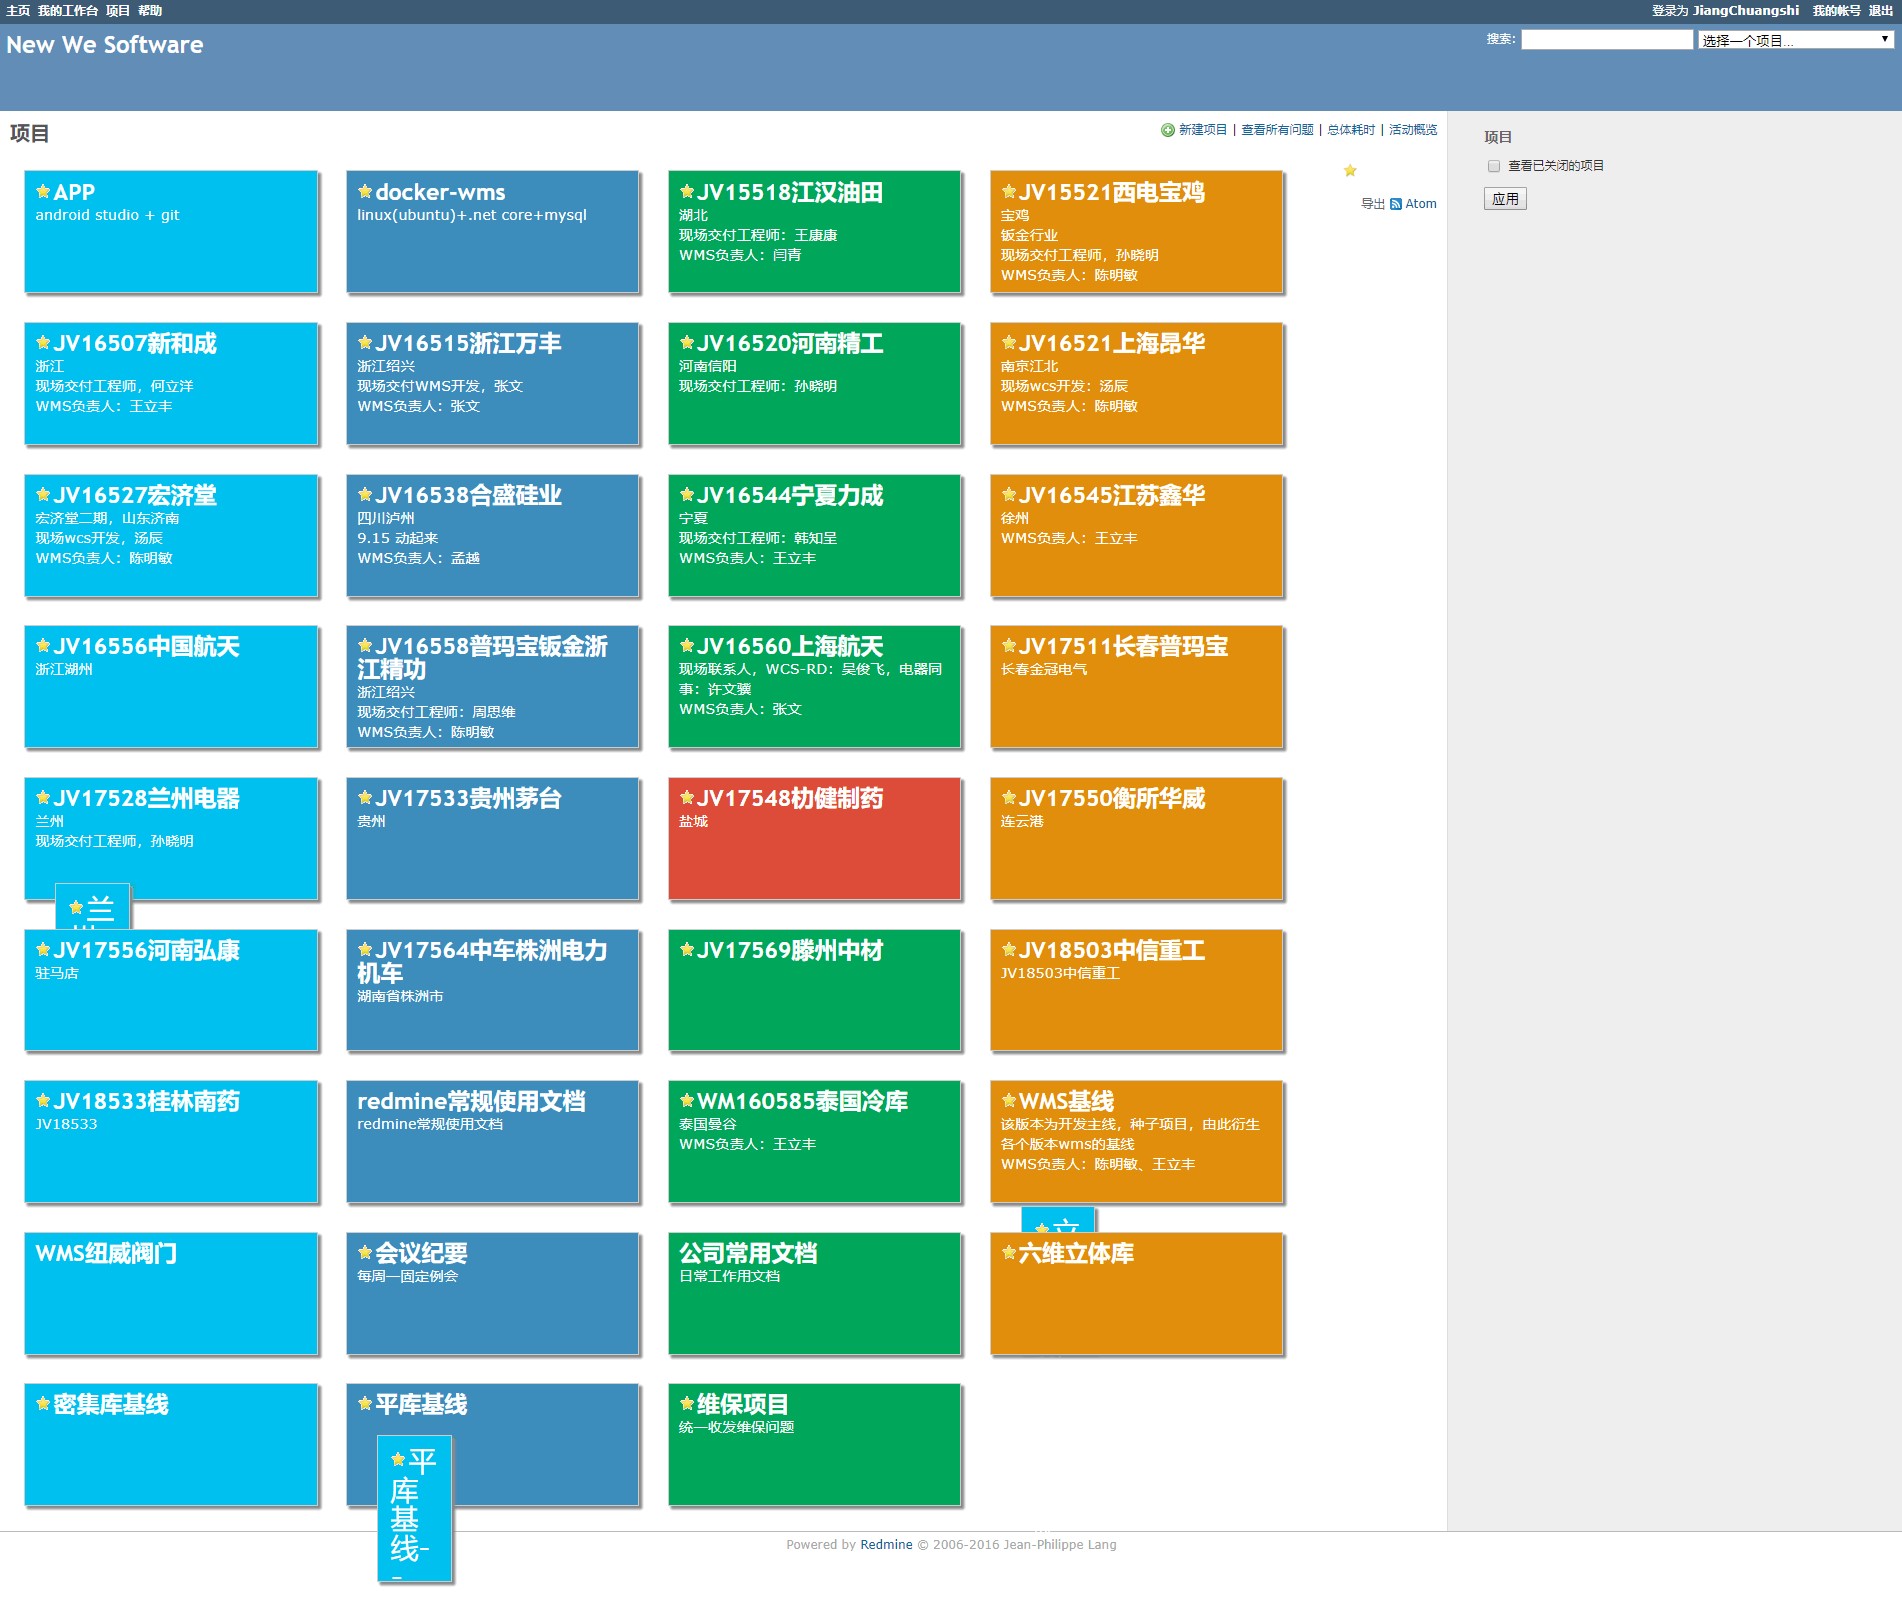 主页 我的工作台 项目 帮助
登录为 JiangChuangshi 我的帐号 退出
New We Software
搜索: 选择一个项目...
项目
新建项目 | 查看所有问题 | 总体耗时 | 活动概览
项目
查看已关闭的项目
应用
导出 Atom
APP
android studio + git
docker-wms
linux(ubuntu)+.net core+mysql
JV15518江汉油田
湖北
现场交付工程师：王康康
WMS负责人：闫青
JV15521西电宝鸡
宝鸡
钣金行业
现场交付工程师，孙晓明
WMS负责人：陈明敏
JV16507新和成
浙江
现场交付工程师，何立洋
WMS负责人：王立丰
JV16515浙江万丰
浙江绍兴
现场交付WMS开发，张文
WMS负责人：张文
JV16520河南精工
河南信阳
现场交付工程师：孙晓明
JV16521上海昂华
南京江北
现场wcs开发：汤辰
WMS负责人：陈明敏
JV16527宏济堂
宏济堂二期，山东济南
现场wcs开发，汤辰
WMS负责人：陈明敏
JV16538合盛硅业
四川泸州
9.15 动起来
WMS负责人：孟越
JV16544宁夏力成
宁夏
现场交付工程师：韩知呈
WMS负责人：王立丰
JV16545江苏鑫华
徐州
WMS负责人：王立丰
JV16556中国航天
浙江湖州
JV16558普玛宝钣金浙
江精功
浙江绍兴
现场交付工程师：周思维
WMS负责人：陈明敏
JV16560上海航天
现场联系人，WCS-RD：吴俊飞，电器同
事：许文骥
WMS负责人：张文
JV17511长春普玛宝
长春金冠电气
JV17528兰州电器
兰州
现场交付工程师，孙晓明
兰
JV17533贵州茅台
贵州
JV17548朸健制药
盐城
JV17550衡所华威
连云港
JV17556河南弘康
驻马店
JV17564中车株洲电力
机车
湖南省株洲市
JV17569滕州中材
JV18503中信重工
JV18503中信重工
JV18533桂林南药
JV18533
redmine常规使用文档
redmine常规使用文档
WM160585泰国冷库
泰国曼谷
WMS负责人：王立丰
WMS基线
该版本为开发主线，种子项目，由此衍生
各个版本wms的基线
WMS负责人：陈明敏、王立丰
WMS纽威阀门
会议纪要
每周一固定例会
公司常用文档
日常工作用文档
六维立体库
密集库基线
平库基线
平
库
基
线-
-
维保项目
统一收发维保问题
Powered by Redmine © 2006-2016 Jean-Philippe Lang